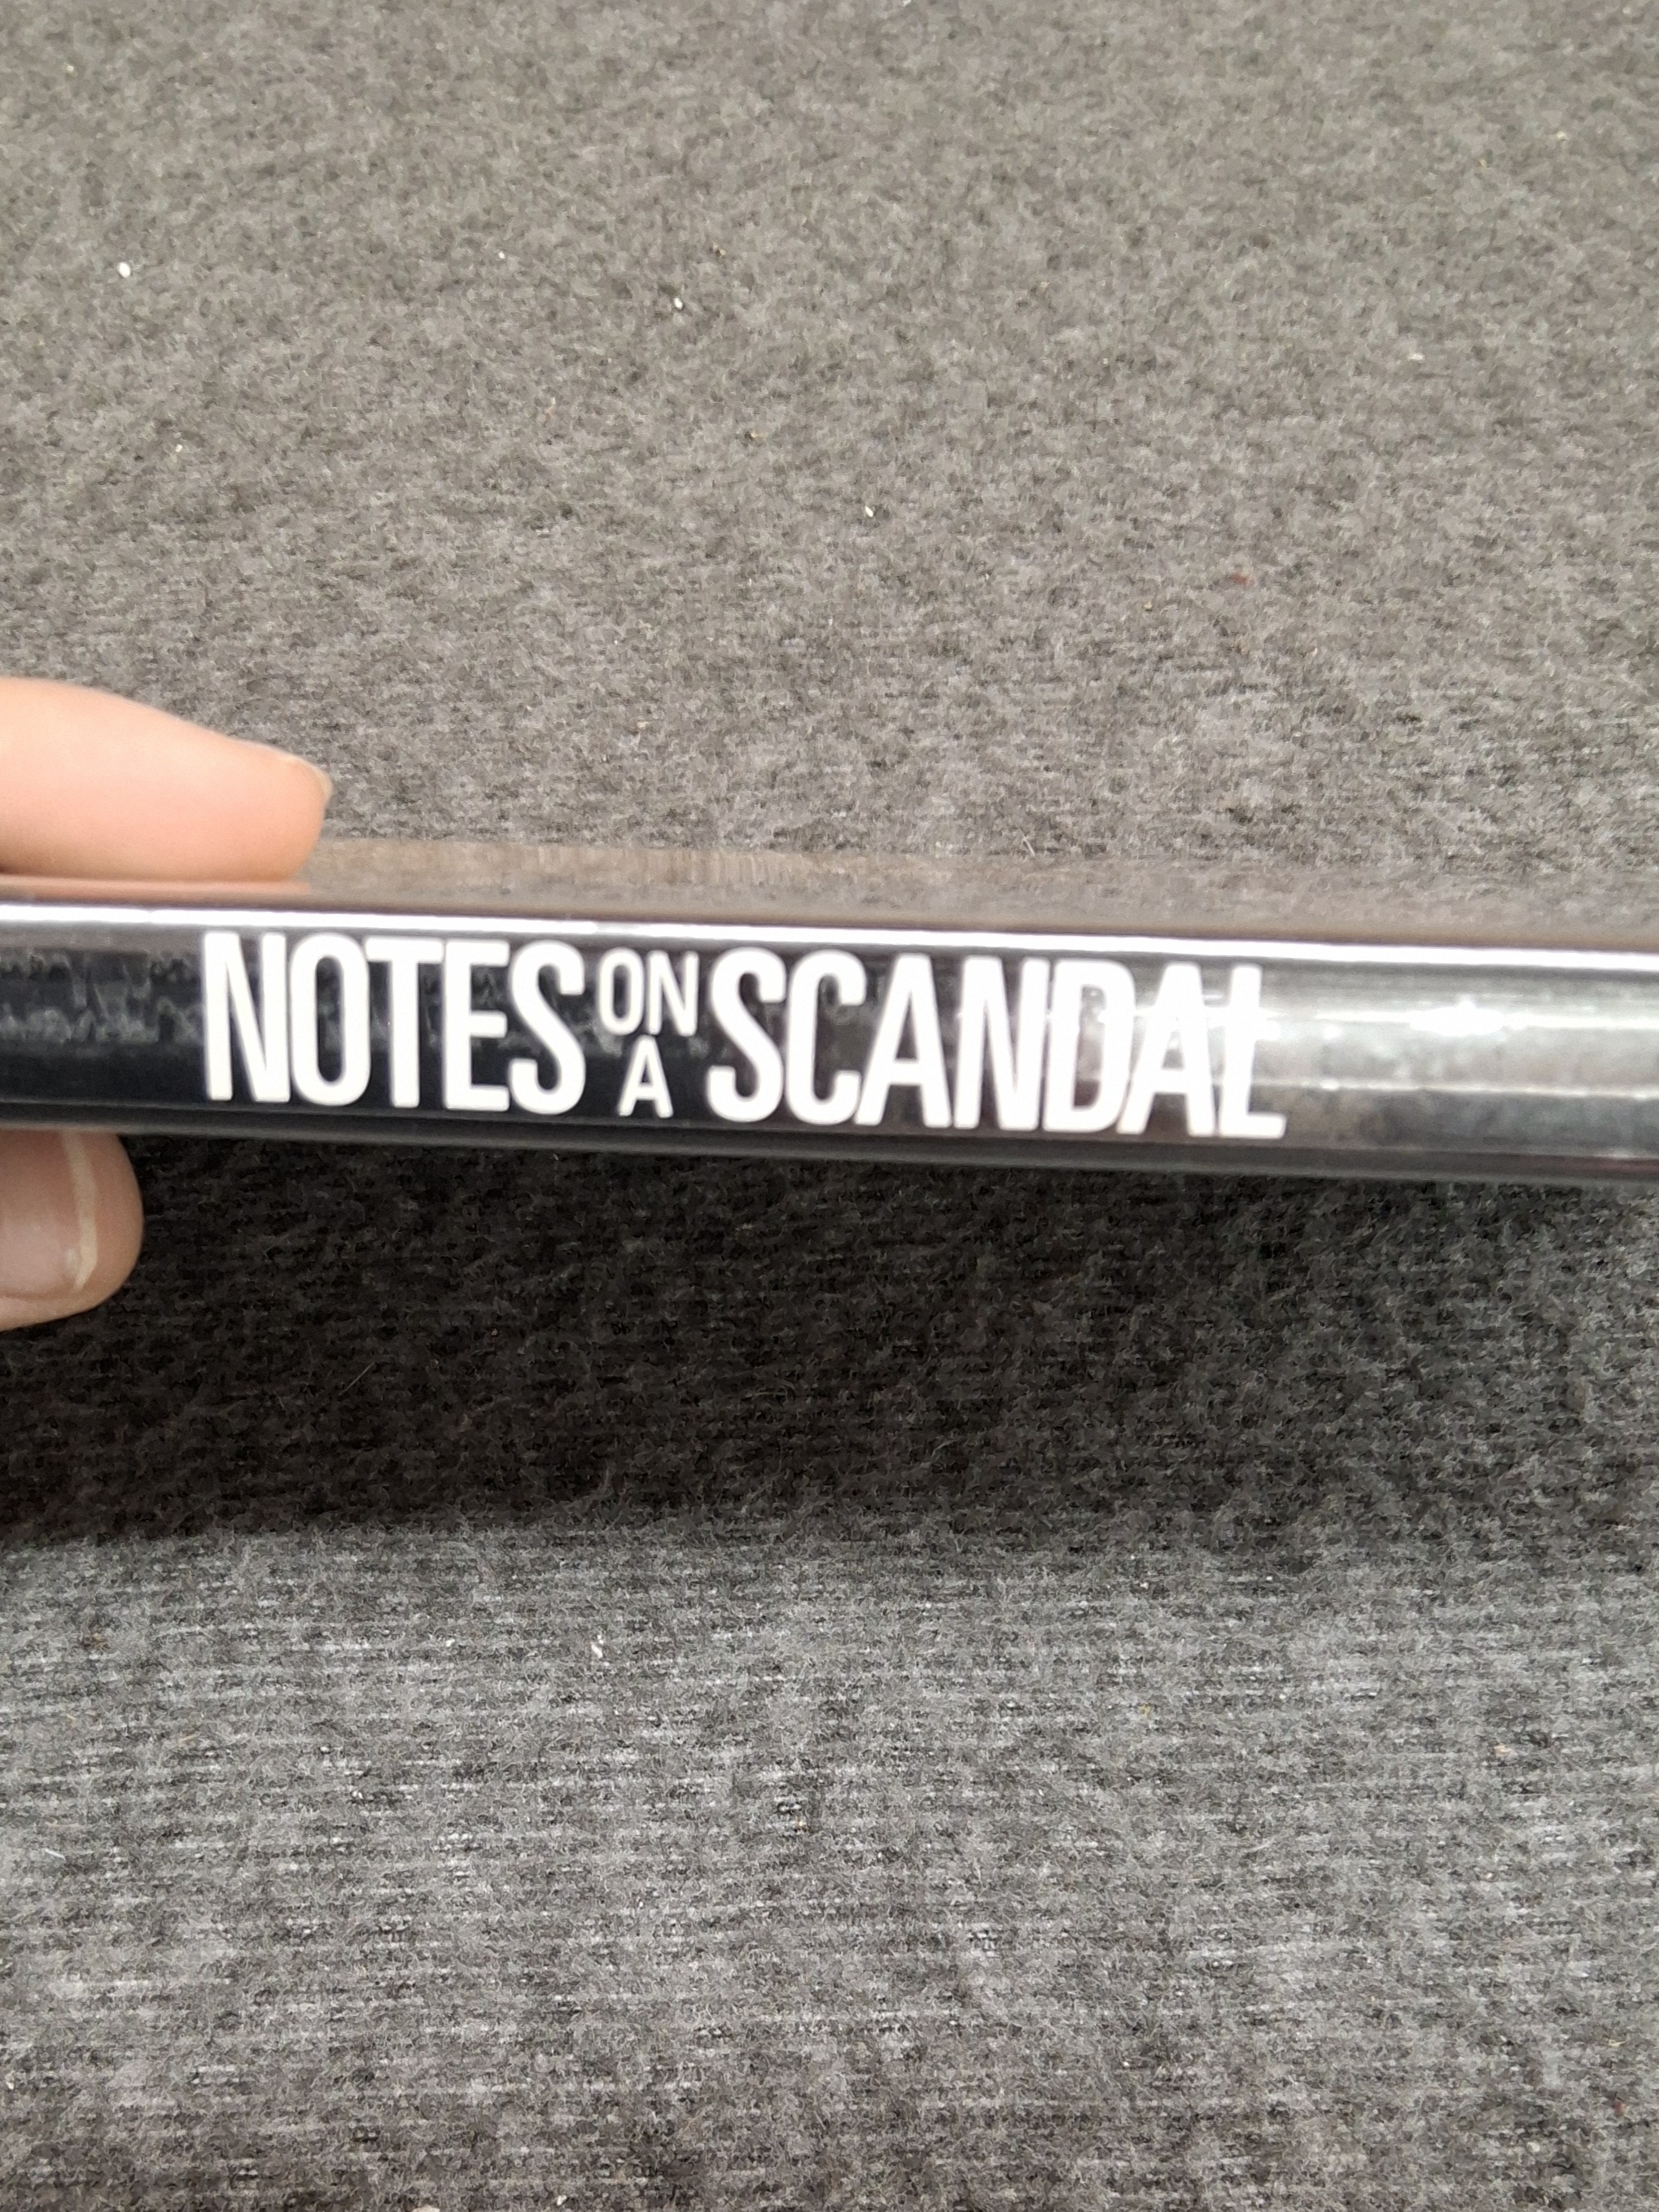 NOTES ON A SCANDAL